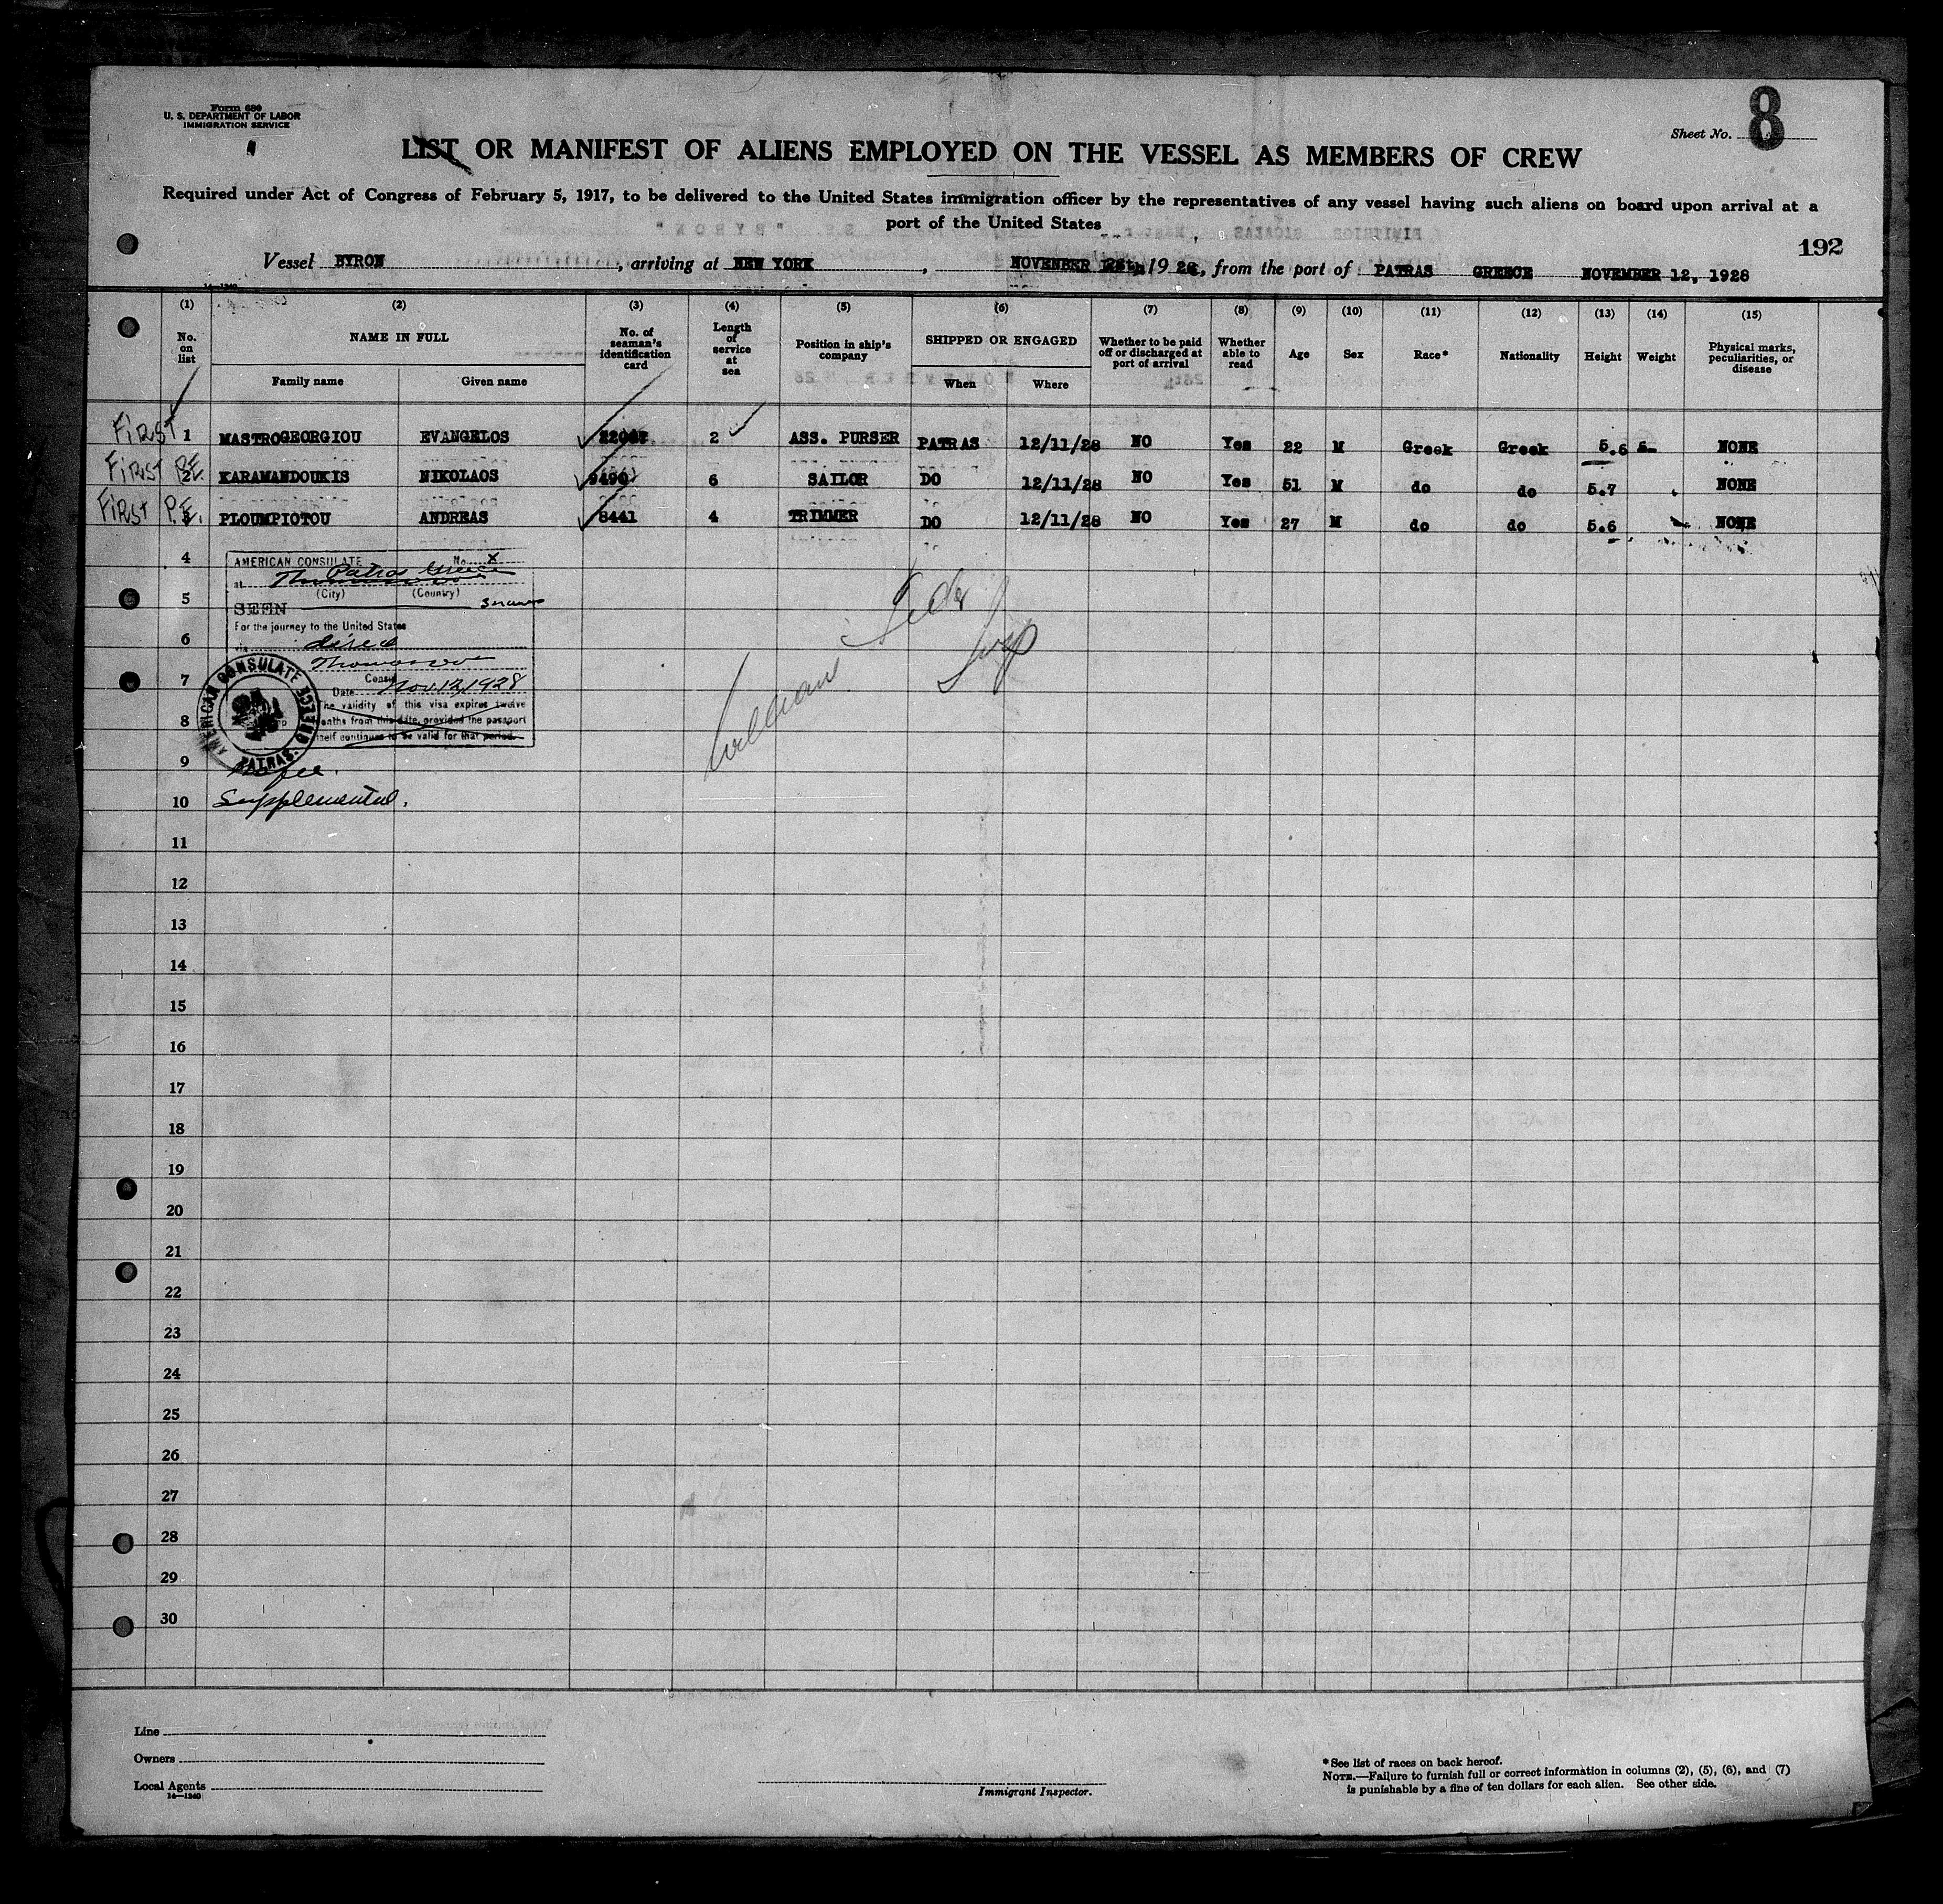 Form 680
U. S. DEPARTMENT OF LABOR
IMMIGRATION SERVICE
Sheet No. 8
LIST OR MANIFEST OF ALIENS EMPLOYED ON THE VESSEL AS MEMBERS OF CREW
Required under Act of Congress of February 5, 1917, to be delivered to the United States immigration officer by the representatives of any vessel having such aliens on board upon arrival at a
port of the United States
192
Vessel BYRON, arriving at NEW YORK, NOVEMBER 1928, from the port of PATRAS GREECE NOVEMBER 12, 1928
(1) (2) (3) (4) (5) (6) (7) (8) (9) (10) (11) (12) (13) (14) (15)
No. on list NAME IN FULL No. of seaman's identification card Length of service at sea Position in ship's company SHIPPED OR ENGAGED Whether to be paid off or discharged at port of arrival Whether able to read Age Sex Race* Nationality Height Weight Physical marks, peculiarities, or disease
Family name Given name When Where
FIRST 1 MASTROGEORGIOU EVANGELOS 2 ASS. PURSER PATRAS 12/11/28 NO Yes 22 M Greek Greek 5.6 NONE
FIRST P.E. 2 KARAMANDOUKIS NIKOLAOS 6 SAILOR DO 12/11/28 NO Yes 51 M do do 5.7 NONE
FIRST P.E. PLOUMPIOTOU ANDREAS 8441 4 TRIMMER DO 12/11/28 NO Yes 27 M do do 5.6 NONE
4
AMERICAN CONSULATE No. X
at Patras Greece
(City) (Country)
5
SEEN
For the journey to the United States
6
via direct
7
Consul
Date Nov. 12, 1928
The validity of this visa expires twelve
8
months from this date, provided the passport
itself continues to be valid for that period.
AMERICAN CONSULATE PATRAS. GREECE
9
No fee.
10
Supplemental.
11
12
13
14
15
16
17
18
19
20
21
22
23
24
25
26
27
28
29
30
Line
Owners
Local Agents
14—1240
Immigrant Inspector.
*See list of races on back hereof.
NOTE.—Failure to furnish full or correct information in columns (2), (5), (6), and (7)
is punishable by a fine of ten dollars for each alien. See other side.